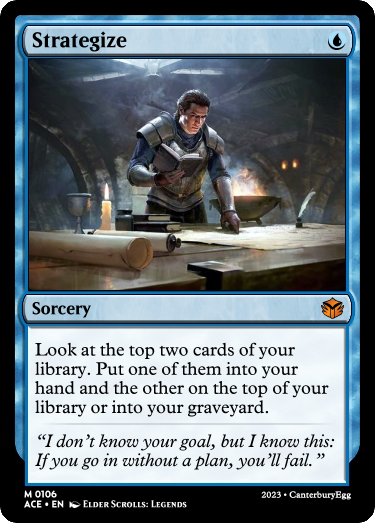 Strategize
Sorcery
Look at the top two cards of your
library. Put one of them into your
hand and the other on the top of your
library or into your graveyard.
“I don’t know your goal, but I know this:
If you go in without a plan, you’ll fail.”
M 0106
ACE • EN ELDER SCROLLS: LEGENDS
2023 • CanterburyEgg